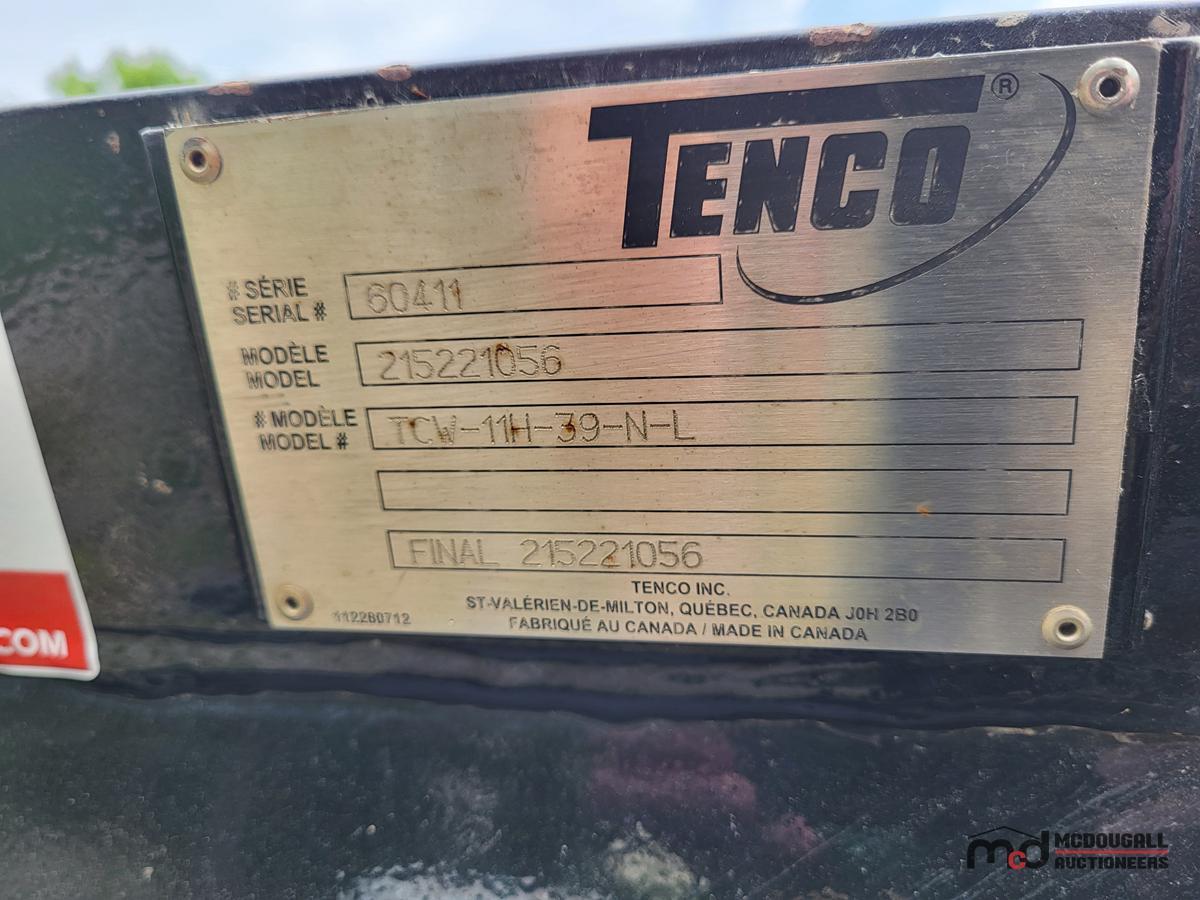 TENCO®
# SÉRIE
SERIAL #
60411
MODÈLE
MODEL
215221056
# MODÈLE
MODEL #
TCW-11H-39-N-L
FINAL 215221056
TENCO INC.
ST-VALÉRIEN-DE-MILTON, QUÉBEC, CANADA J0H 2B0
112280712
FABRIQUÉ AU CANADA / MADE IN CANADA
.COM
mcd MCDOUGALL
AUCTIONEERS